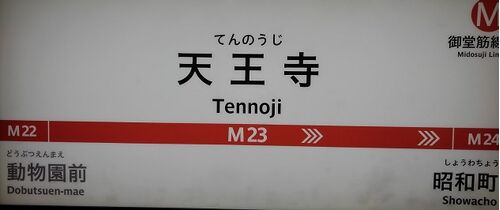 てんのうじ
天王寺
Tennoji
M
御堂筋線
Midosuji Lin
M22
M23
M24
どうぶつえんまえ
動物園前
Dobutsuen-mae
しょうわちょう
昭和町
Showacho